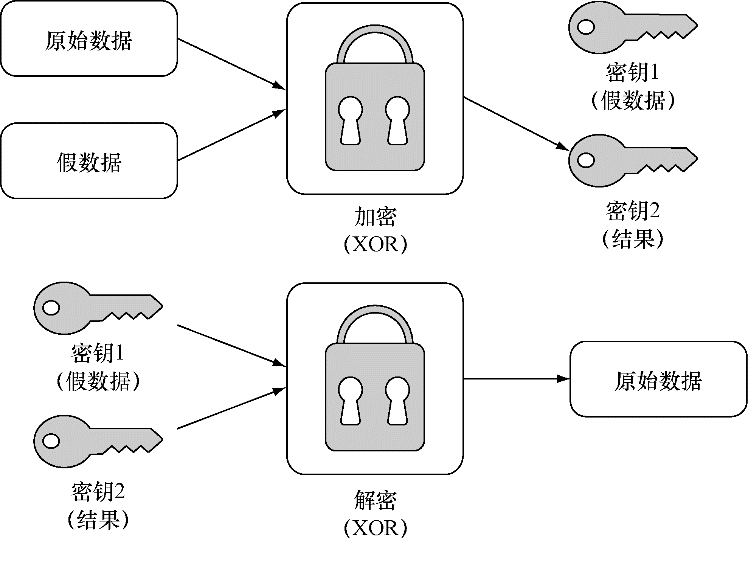 原始数据
假数据
加密
（XOR）
密钥1
（假数据）
密钥2
（结果）
密钥1
（假数据）
密钥2
（结果）
解密
（XOR）
原始数据